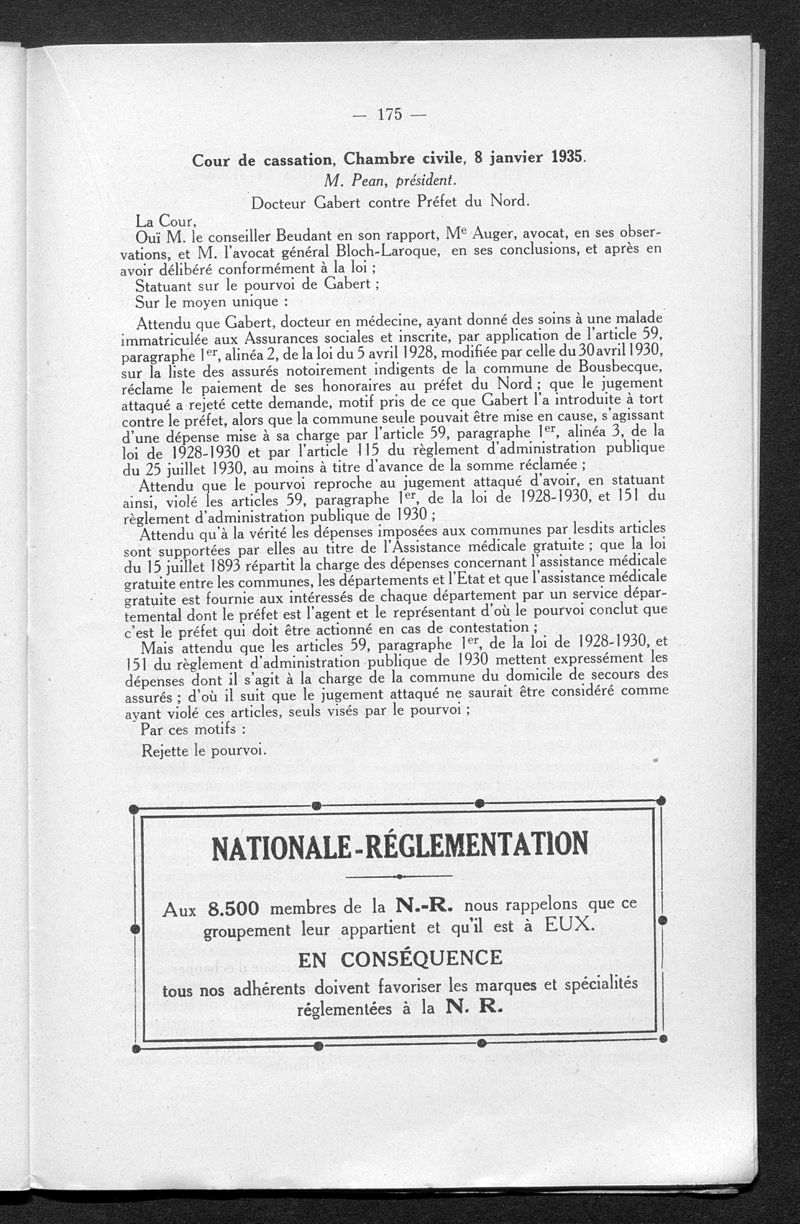 — 175 —
Cour de cassation, Chambre civile, 8 janvier 1935.
M. Pean, président.
Docteur Gabert contre Préfet du Nord.
La Cour,
Ouï M. le conseiller Beudant en son rapport, Me Auger, avocat, en ses obser-
vations, et M. l'avocat général Bloch-Laroque, en ses conclusions, et après en
avoir délibéré conformément à la loi ;
Statuant sur le pourvoi de Gabert ;
Sur le moyen unique :
Attendu que Gabert, docteur en médecine, ayant donné des soins à une malade
immatriculée aux Assurances sociales et inscrite, par application de l'article 59,
paragraphe 1er, alinéa 2, de la loi du 5 avril 1928, modifiée par celle du 30 avril 1930,
sur la liste des assurés notoirement indigents de la commune de Bousbecque,
réclame le paiement de ses honoraires au préfet du Nord ; que le jugement
attaqué a rejeté cette demande, motif pris de ce que Gabert l'a introduite à tort
contre le préfet, alors que la commune seule pouvait être mise en cause, s'agissant
d'une dépense mise à sa charge par l'article 59, paragraphe 1er, alinéa 3, de la
loi de 1928-1930 et par l'article 115 du règlement d'administration publique
du 25 juillet 1930, au moins à titre d'avance de la somme réclamée ;
Attendu que le pourvoi reproche au jugement attaqué d'avoir, en statuant
ainsi, violé les articles 59, paragraphe 1er, de la loi de 1928-1930, et 151 du
règlement d'administration publique de 1930 ;
Attendu qu'à la vérité les dépenses imposées aux communes par lesdits articles
sont supportées par elles au titre de l'Assistance médicale gratuite ; que la loi
du 15 juillet 1893 répartit la charge des dépenses concernant l'assistance médicale
gratuite entre les communes, les départements et l'Etat et que l'assistance médicale
gratuite est fournie aux intéressés de chaque département par un service dépar-
temental dont le préfet est l'agent et le représentant d'où le pourvoi conclut que
c'est le préfet qui doit être actionné en cas de contestation ;
Mais attendu que les articles 59, paragraphe 1er, de la loi de 1928-1930, et
151 du règlement d'administration publique de 1930 mettent expressément les
dépenses dont il s'agit à la charge de la commune du domicile de secours des
assurés ; d'où il suit que le jugement attaqué ne saurait être considéré comme
ayant violé ces articles, seuls visés par le pourvoi ;
Par ces motifs :
Rejette le pourvoi.
NATIONALE-RÉGLEMENTATION
Aux 8.500 membres de la N.-R. nous rappelons que ce
groupement leur appartient et qu'il est à EUX.
EN CONSÉQUENCE
tous nos adhérents doivent favoriser les marques et spécialités
réglementées à la N. R.